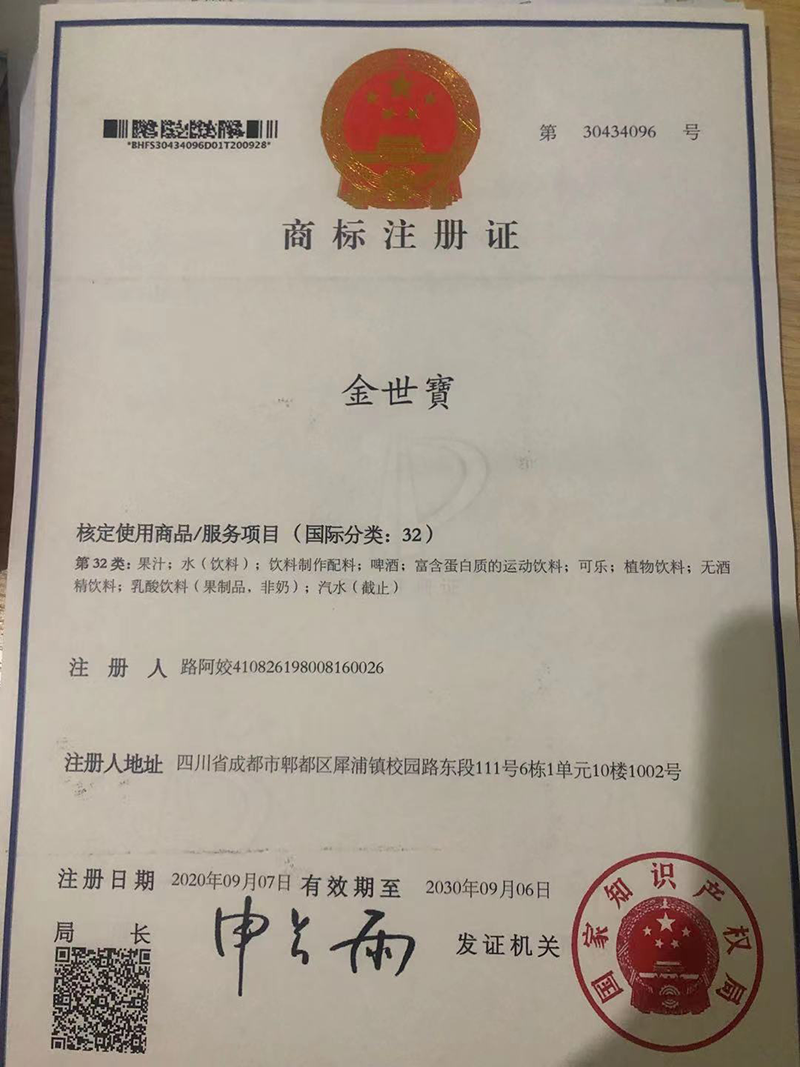 *BHFS30434096D01T200928*
第 30434096 号
商标注册证
金世寶
核定使用商品/服务项目（国际分类：32）
第32类：果汁；水（饮料）；饮料制作配料；啤酒；富含蛋白质的运动饮料；可乐；植物饮料；无酒
精饮料；乳酸饮料（果制品，非奶）；汽水（截止）
注册人 路阿姣410826198008160026
注册人地址 四川省成都市郫都区犀浦镇校园路东段111号6栋1单元10楼1002号
注册日期 2020年09月07日 有效期至 2030年09月06日
局长 申长雨 发证机关
国家知识产权局